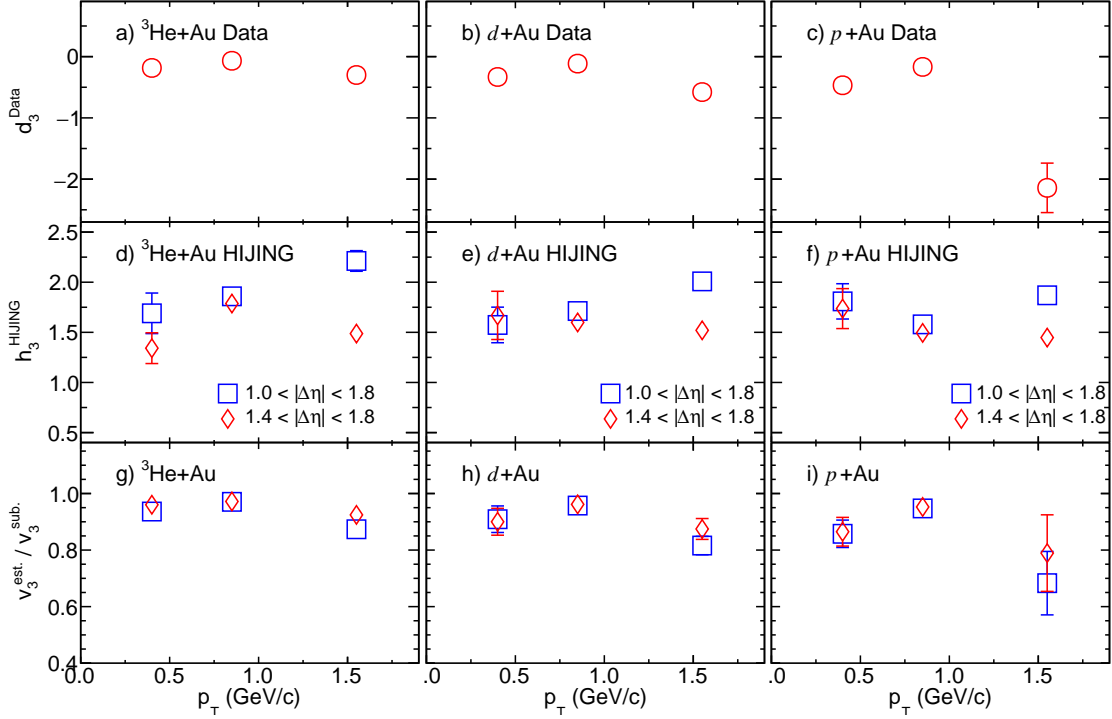 a) ³He+Au Data
b) d+Au Data
c) p+Au Data
0
−1
−2
d₃^Data
d) ³He+Au HIJING
e) d+Au HIJING
f) p+Au HIJING
2.5
2.0
1.5
1.0
0.5
h₃^HIJING
1.0 < |Δη| < 1.8
1.4 < |Δη| < 1.8
1.0 < |Δη| < 1.8
1.4 < |Δη| < 1.8
1.0 < |Δη| < 1.8
1.4 < |Δη| < 1.8
g) ³He+Au
h) d+Au
i) p+Au
1.0
0.8
0.6
0.4
v₃^est. / v₃^sub.
.0 0.5 1.0 1.5
.0 0.5 1.0 1.5
.0 0.5 1.0 1.5
p_T (GeV/c)
p_T (GeV/c)
p_T (GeV/c)